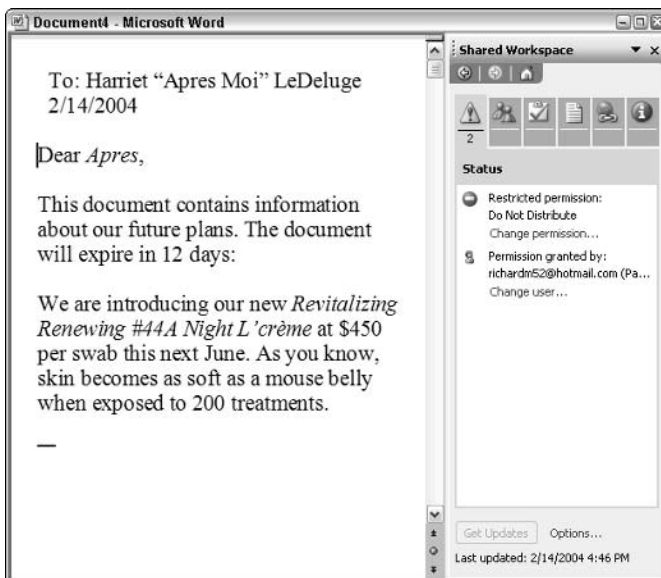 Document4 - Microsoft Word
To: Harriet “Apres Moi” LeDeluge
2/14/2004
Dear Apres,
This document contains information
about our future plans. The document
will expire in 12 days:
We are introducing our new Revitalizing
Renewing #44A Night L’crème at $450
per swab this next June. As you know,
skin becomes as soft as a mouse belly
when exposed to 200 treatments.
Shared Workspace
2
Status
Restricted permission:
Do Not Distribute
Change permission...
Permission granted by:
richardm52@hotmail.com (Pa...
Change user...
Get Updates Options...
Last updated: 2/14/2004 4:46 PM